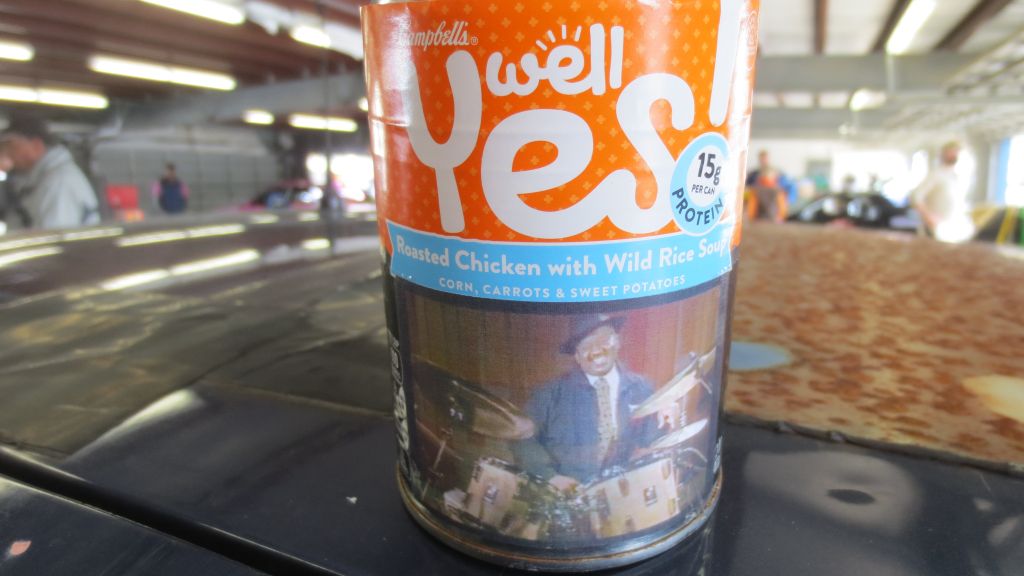 Campbell's®
well
Yes!
15g
PER CAN
PROTEIN
Roasted Chicken with Wild Rice Soup
CORN, CARROTS & SWEET POTATOES